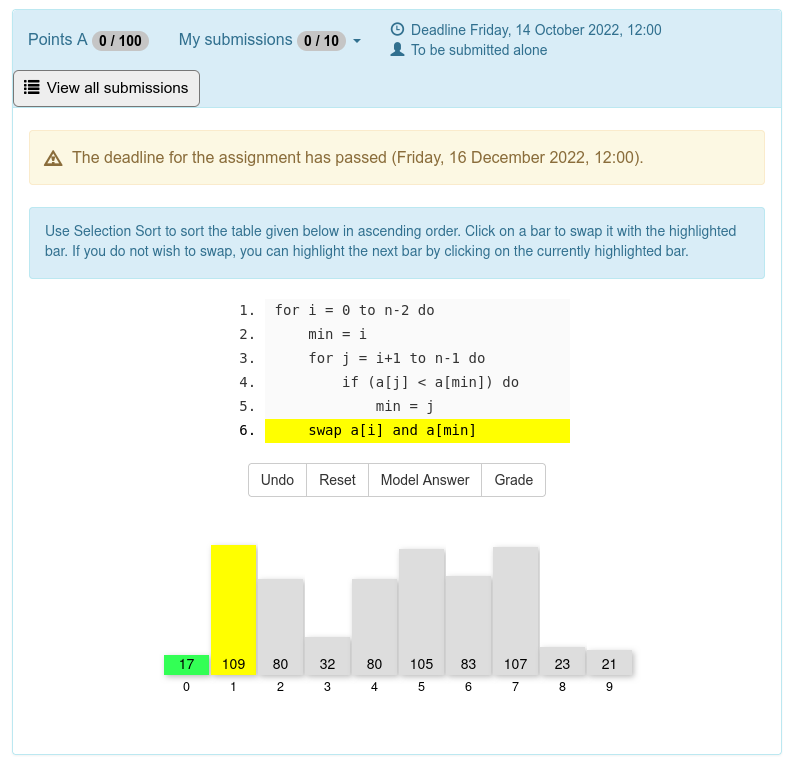 Points A 0 / 100 My submissions 0 / 10
Deadline Friday, 14 October 2022, 12:00
To be submitted alone
View all submissions
The deadline for the assignment has passed (Friday, 16 December 2022, 12:00).
Use Selection Sort to sort the table given below in ascending order. Click on a bar to swap it with the highlighted
bar. If you do not wish to swap, you can highlight the next bar by clicking on the currently highlighted bar.
1. for i = 0 to n-2 do
2.     min = i
3.     for j = i+1 to n-1 do
4.         if (a[j] < a[min]) do
5.             min = j
6.     swap a[i] and a[min]
Undo Reset Model Answer Grade
17 109 80 32 80 105 83 107 23 21
0 1 2 3 4 5 6 7 8 9